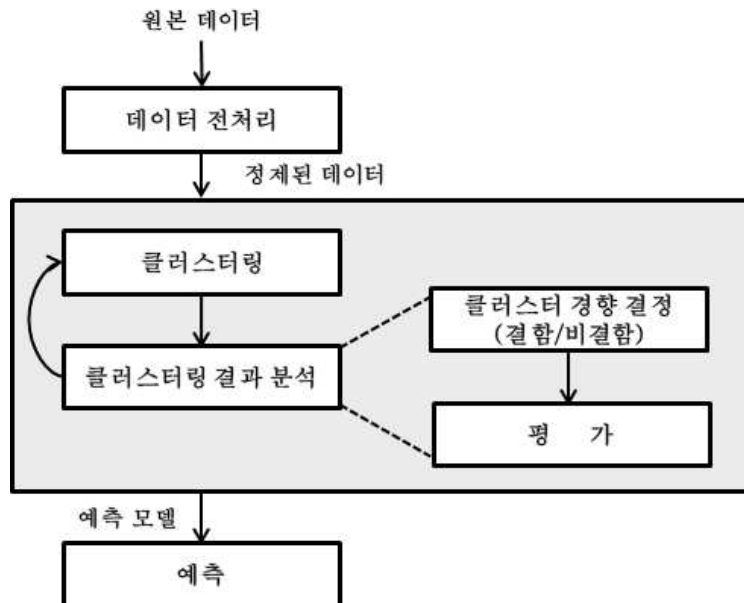 원본 데이터
데이터 전처리
정제된 데이터
클러스터링
클러스터링 결과 분석
클러스터 경향 결정
(결함/비결함)
평 가
예측 모델
예측